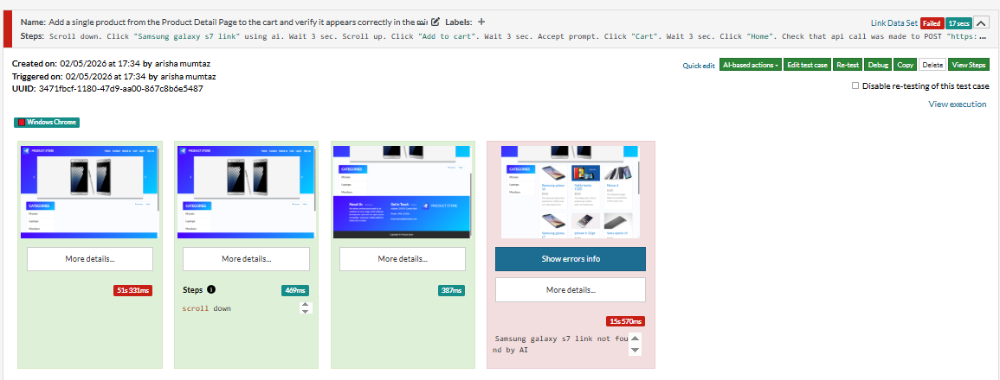 Name: Add a single product from the Product Detail Page to the cart and verify it appears correctly in the Labels: +
Link Data Set Failed 17 secs
Steps: Scroll down. Click "Samsung galaxy s7 link" using ai. Wait 3 sec. Scroll up. Click "Add to cart". Wait 3 sec. Accept prompt. Click "Cart". Wait 3 sec. Click "Home". Check that api call was made to POST "https: ...
Created on: 02/05/2026 at 17:34 by arisha mumtaz
Triggered on: 02/05/2026 at 17:34 by arisha mumtaz
UUID: 3471fbcf-1180-47d9-aa00-867c8b6e5487
Quick edit AI-based actions Edit test case Re-test Debug Copy Delete View Steps
Disable re-testing of this test case
View execution
Windows Chrome
PRODUCT STORE
CATEGORIES
Phones
Laptops
Monitors
More details...
51s 331ms
PRODUCT STORE
CATEGORIES
Phones
Laptops
Monitors
More details...
Steps 469ms
scroll down
CATEGORIES
Phones
Laptops
Monitors
About Us
Get in Touch
PRODUCT STORE
More details...
387ms
CATEGORIES
Phones
Laptops
Monitors
Samsung galaxy s6
Nokia lumia 1520
Nexus 6
Samsung galaxy s7
Iphone 6 32gb
Sony xperia z5
Show errors info
More details...
15s 570ms
Samsung galaxy s7 link not fou
nd by AI